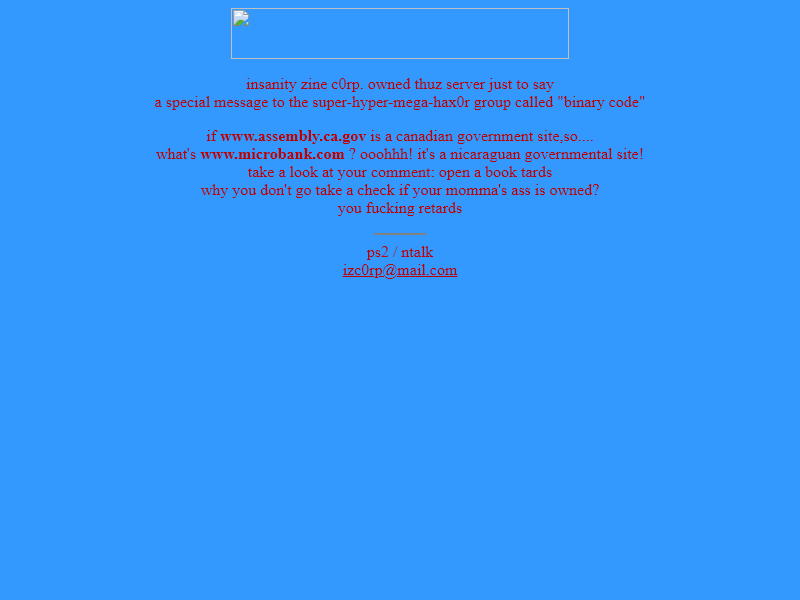 insanity zine c0rp. owned thuz server just to say
a special message to the super-hyper-mega-hax0r group called "binary code"
if www.assembly.ca.gov is a canadian government site,so....
what's www.microbank.com ? ooohhh! it's a nicaraguan governmental site!
take a look at your comment: open a book tards
why you don't go take a check if your momma's ass is owned?
you fucking retards
ps2 / ntalk
izc0rp@mail.com